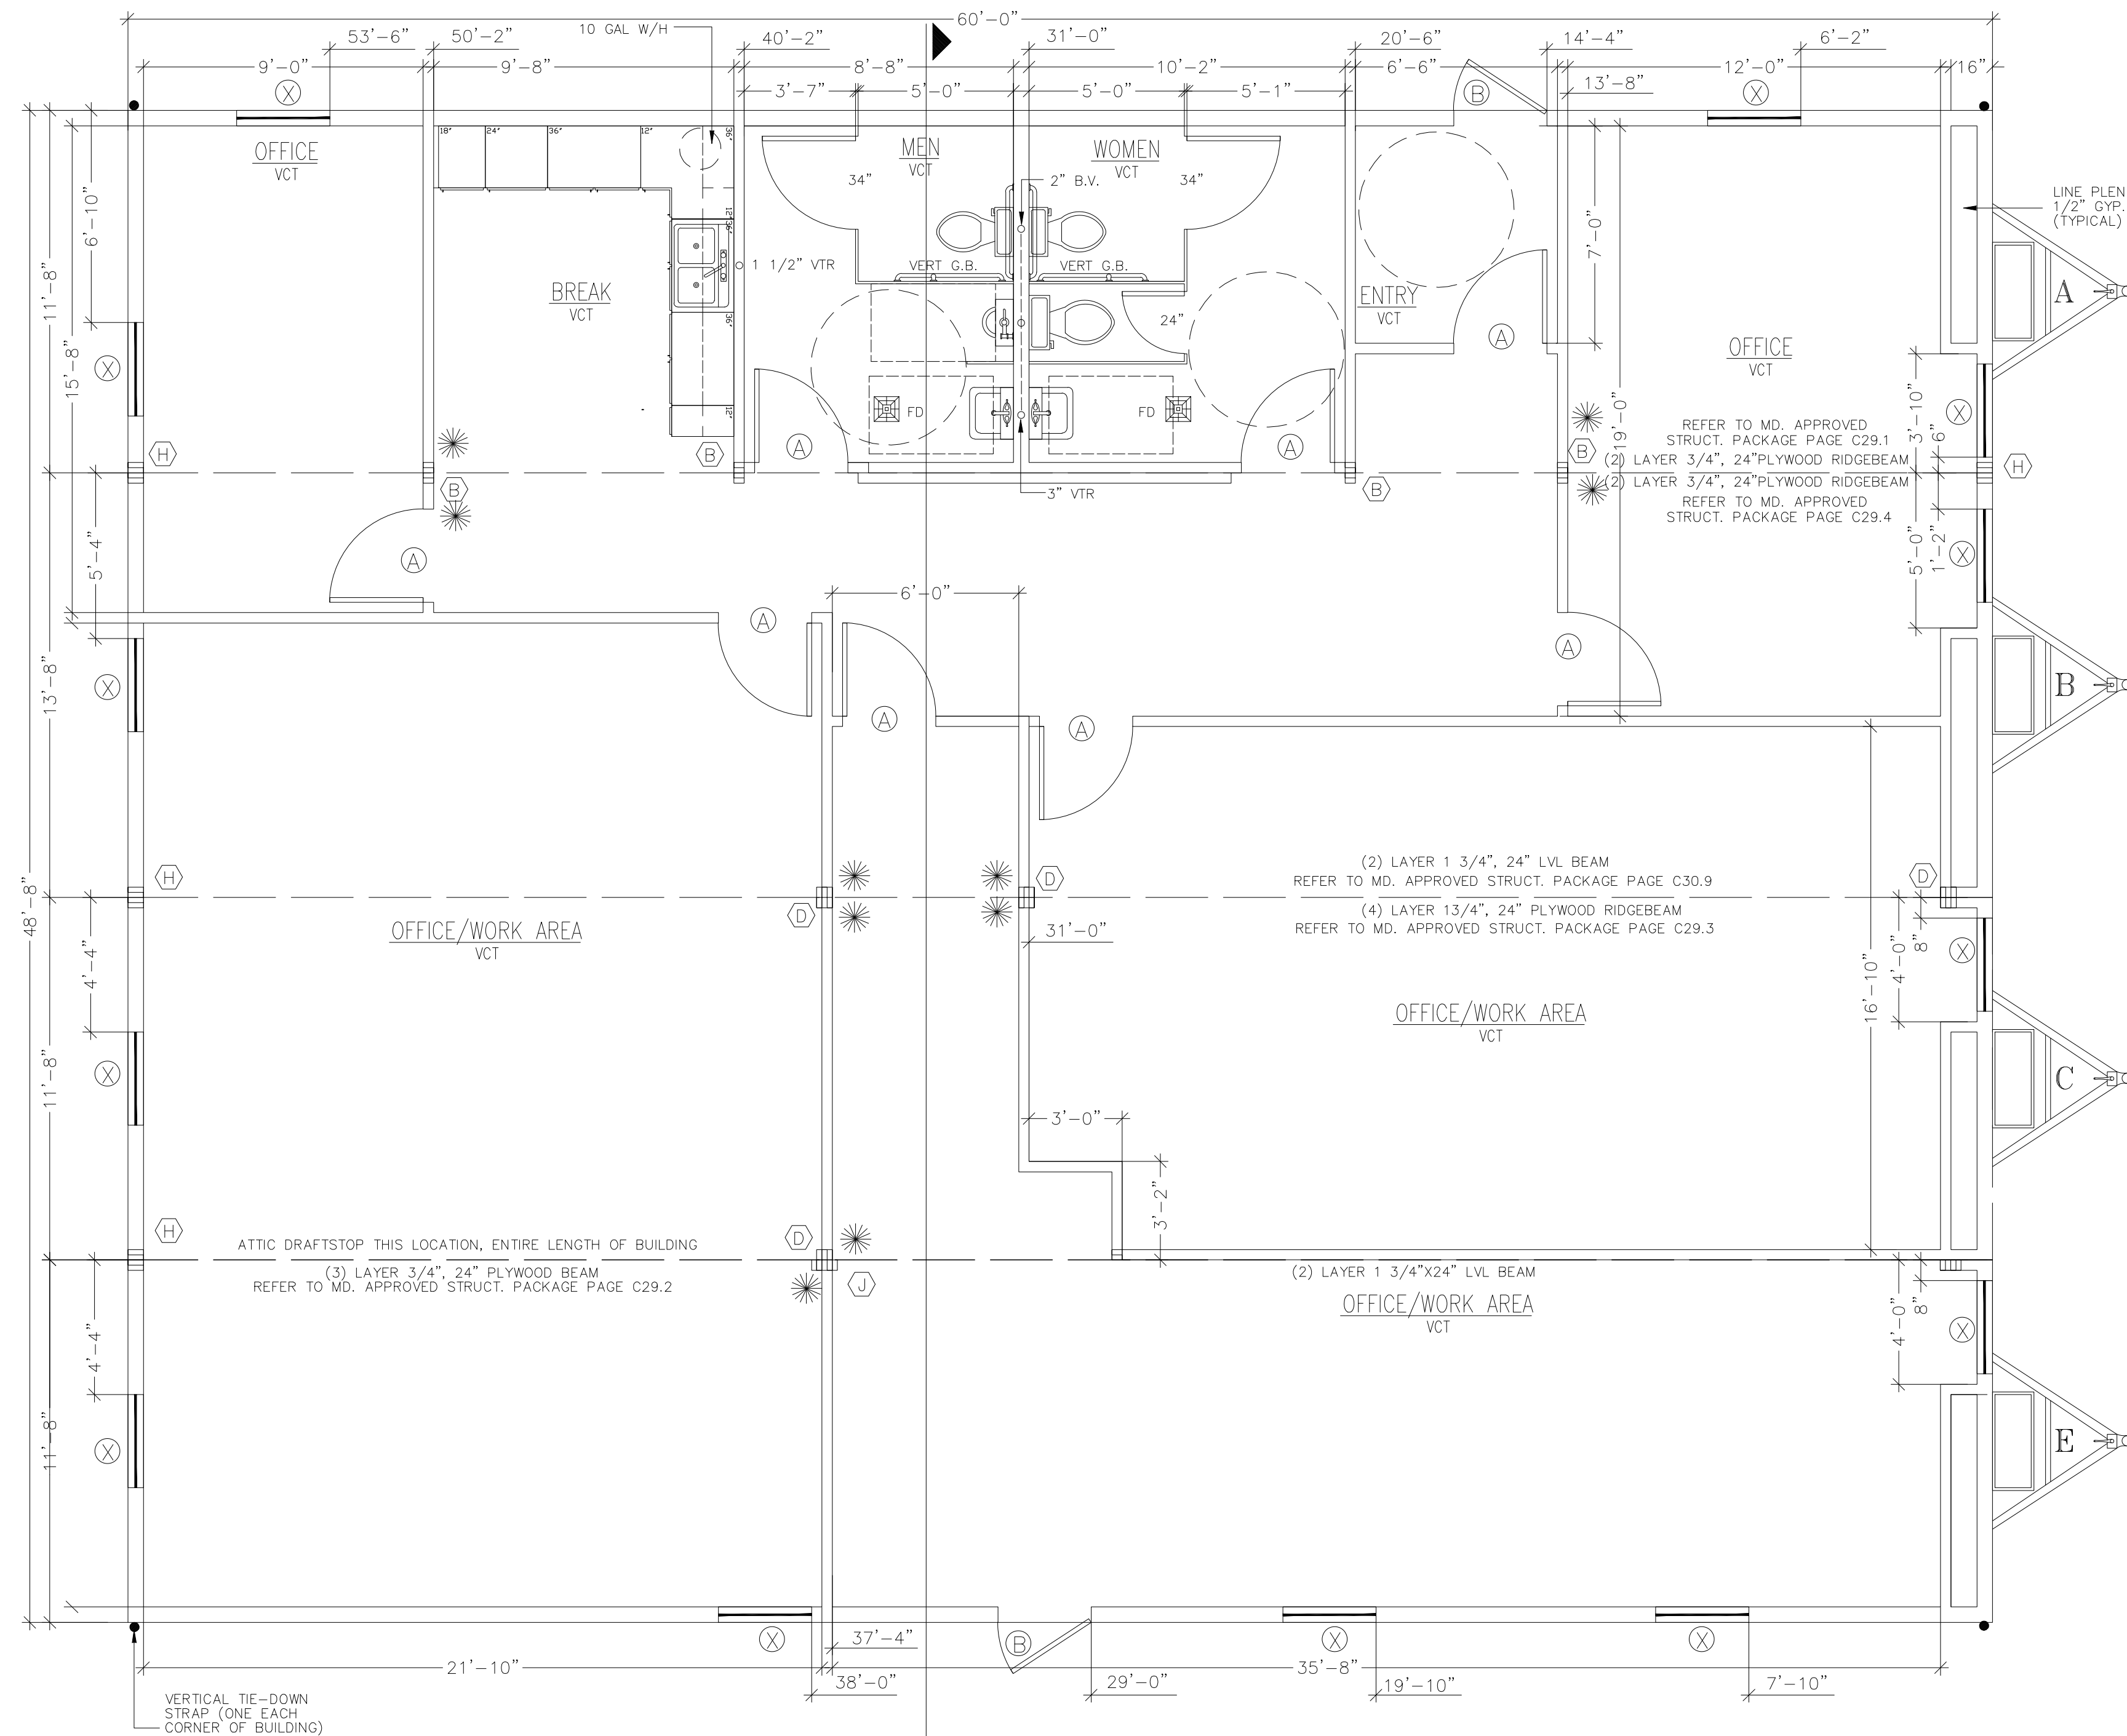 60'-0"
53'-6"
50'-2"
10 GAL W/H
40'-2"
31'-0"
20'-6"
14'-4"
6'-2"
9'-0"
9'-8"
8'-8"
10'-2"
6'-6"
12'-0"
16"
X
3'-7"
5'-0"
5'-0"
5'-1"
B
13'-8"
X
OFFICE
VCT
18"
24"
36"
12"
36"
MEN
VCT
WOMEN
VCT
34"
2" B.V.
34"
LINE PLEN
1/2" GYP.
(TYPICAL)
6'-10"
7'-0"
12"
36"
1 1/2" VTR
VERT G.B.
VERT G.B.
11'-8"
BREAK
VCT
ENTRY
VCT
A
24"
36"
A
OFFICE
VCT
15'-8"
X
3'-10"
X
12"
FD
FD
19'-0"
REFER TO MD. APPROVED
STRUCT. PACKAGE PAGE C29.1
6"
H
B
A
A
B
(2) LAYER 3/4", 24"PLYWOOD RIDGEBEAM
H
B
3" VTR
B
(2) LAYER 3/4", 24"PLYWOOD RIDGEBEAM
REFER TO MD. APPROVED
STRUCT. PACKAGE PAGE C29.4
5'-4"
A
5'-0"
1'-2"
X
6'-0"
A
A
13'-8"
X
B
A
A
48'-8"
H
(2) LAYER 1 3/4", 24" LVL BEAM
REFER TO MD. APPROVED STRUCT. PACKAGE PAGE C30.9
D
D
D
(4) LAYER 13/4", 24" PLYWOOD RIDGEBEAM
REFER TO MD. APPROVED STRUCT. PACKAGE PAGE C29.3
OFFICE/WORK AREA
VCT
31'-0"
4'-4"
4'-0"
8"
X
16'-10"
OFFICE/WORK AREA
VCT
11'-8"
X
C
3'-0"
3'-2"
H
D
ATTIC DRAFTSTOP THIS LOCATION, ENTIRE LENGTH OF BUILDING
(3) LAYER 3/4", 24" PLYWOOD BEAM
REFER TO MD. APPROVED STRUCT. PACKAGE PAGE C29.2
J
(2) LAYER 1 3/4"X24" LVL BEAM
OFFICE/WORK AREA
VCT
4'-4"
4'-0"
8"
X
11'-8"
X
E
X
37'-4"
B
X
X
21'-10"
35'-8"
38'-0"
29'-0"
19'-10"
7'-10"
VERTICAL TIE-DOWN
STRAP (ONE EACH
CORNER OF BUILDING)